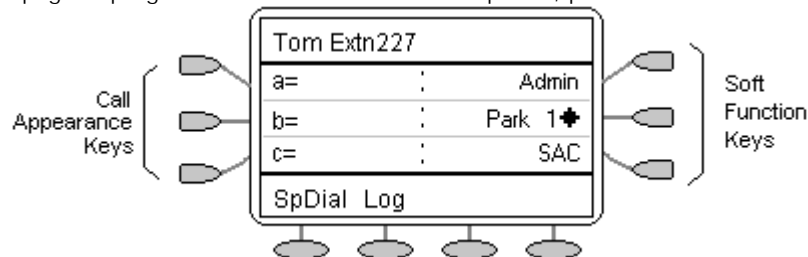 Tom Extn227
a= : Admin
b= : Park 1
c= : SAC
SpDial Log
Call
Appearance
Keys
Soft
Function
Keys